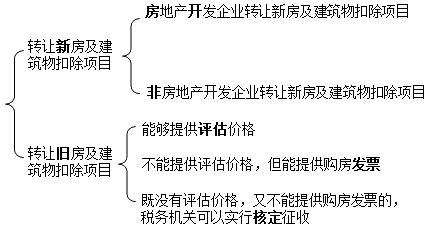 转让新房及建
筑物扣除项目
房地产开发企业转让新房及建筑物扣除项目
非房地产开发企业转让新房及建筑物扣除项目
转让旧房及建
筑物扣除项目
能够提供评估价格
不能提供评估价格，但能提供购房发票
既没有评估价格，又不能提供购房发票的，
税务机关可以实行核定征收